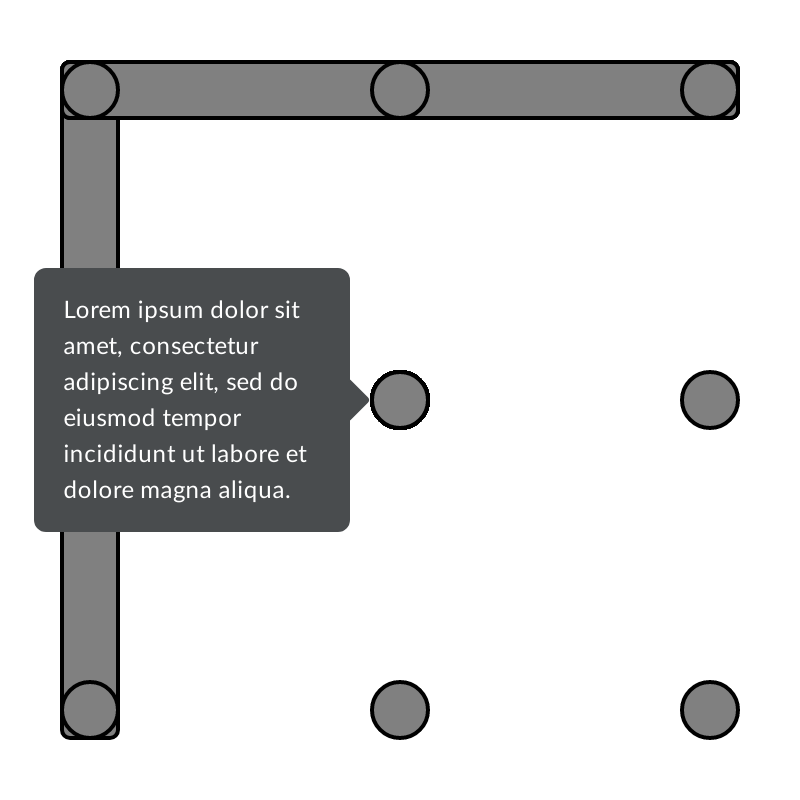 Lorem ipsum dolor sit
amet, consectetur
adipiscing elit, sed do
eiusmod tempor
incididunt ut labore et
dolore magna aliqua.